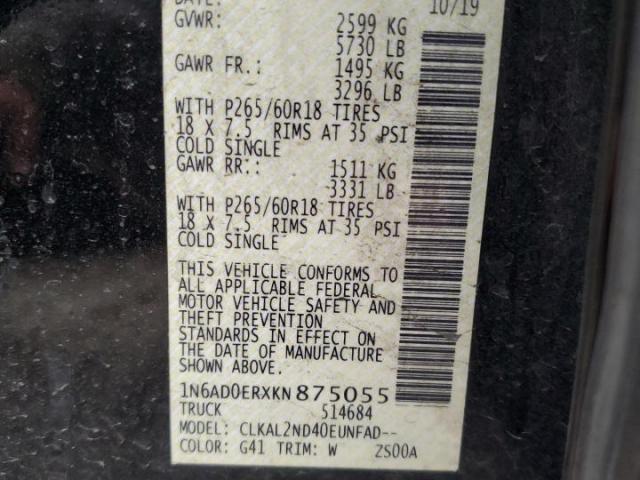 DATE: 10/19
GVWR: 2599 KG
5730 LB
GAWR FR.: 1495 KG
3296 LB
WITH P265/60R18 TIRES
18 X 7.5 RIMS AT 35 PSI
COLD SINGLE
GAWR RR.: 1511 KG
3331 LB
WITH P265/60R18 TIRES
18 X 7.5 RIMS AT 35 PSI
COLD SINGLE
THIS VEHICLE CONFORMS TO
ALL APPLICABLE FEDERAL
MOTOR VEHICLE SAFETY AND
THEFT PREVENTION
STANDARDS IN EFFECT ON
THE DATE OF MANUFACTURE
SHOWN ABOVE.
1N6AD0ERXKN875055
TRUCK 514684
MODEL: CLKAL2ND40EUNFAD--
COLOR: G41 TRIM: W ZS00A